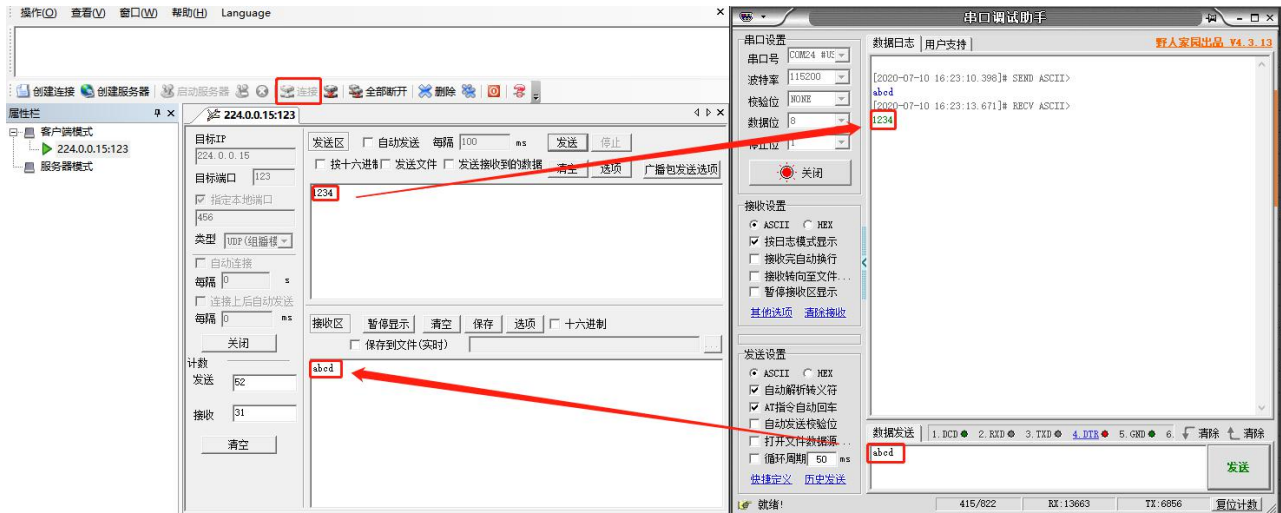 操作(O) 查看(V) 窗口(W) 帮助(H) Language
×
创建连接 创建服务器 启动服务器 连接 全部断开 删除
属性栏 ×
客户端模式
224.0.0.15:123
服务器模式
224.0.0.15:123
目标IP
224.0.0.15
目标端口 123
指定本地端口
456
类型 UDP(组播模
自动连接
每隔 0 s
连接上后自动发送
每隔 0 ms
关闭
计数
发送 52
接收 31
清空
发送区 自动发送 每隔 100 ms 发送 停止
按十六进制 发送文件 发送接收到的数据 清空 选项 广播包发送选项
1234
接收区 暂停显示 清空 保存 选项 十六进制
保存到文件(实时) ...
abcd
串口调试助手
串口设置
串口号 COM24 #US
波特率 115200
校验位 NONE
数据位 8
停止位 1
关闭
接收设置
ASCII HEX
按日志模式显示
接收完自动换行
接收转向至文件...
暂停接收区显示
其他选项 清除接收
发送设置
ASCII HEX
自动解析转义符
AT指令自动回车
自动发送校验位
打开文件数据源...
循环周期 50 ms
快捷定义 历史发送
数据日志 用户支持 野人家园出品 V4.3.13
[2020-07-10 16:23:10.398]# SEND ASCII>
abcd
[2020-07-10 16:23:13.671]# RECV ASCII>
1234
数据发送 1.DCD 2.RXD 3.TXD 4.DTR 5.GND 6. 清除 清除
abcd
发送
就绪! 415/822 RX:13663 TX:6856 复位计数